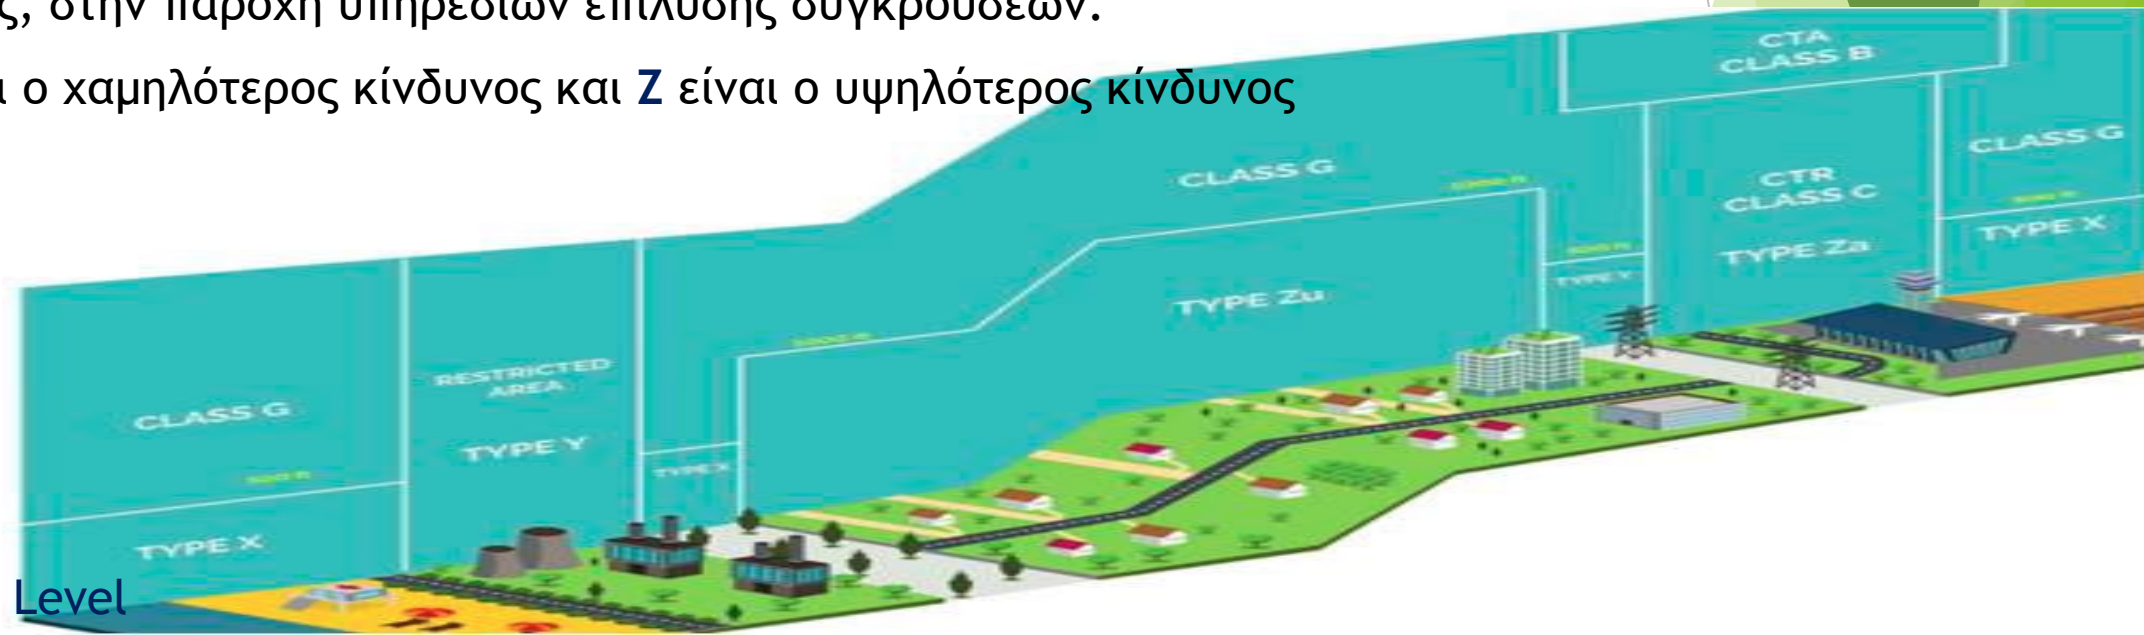 ς, στην παροχή υπηρεσιών επίλυσης συγκρούσεων.
ι ο χαμηλότερος κίνδυνος και Z είναι ο υψηλότερος κίνδυνος
CTA
CLASS B
CLASS G
CLASS G
CTR
CLASS C
TYPE X
TYPE Za
TYPE Y
TYPE Zu
RESTRICTED
AREA
CLASS G
TYPE Y
TYPE X
TYPE X
Level